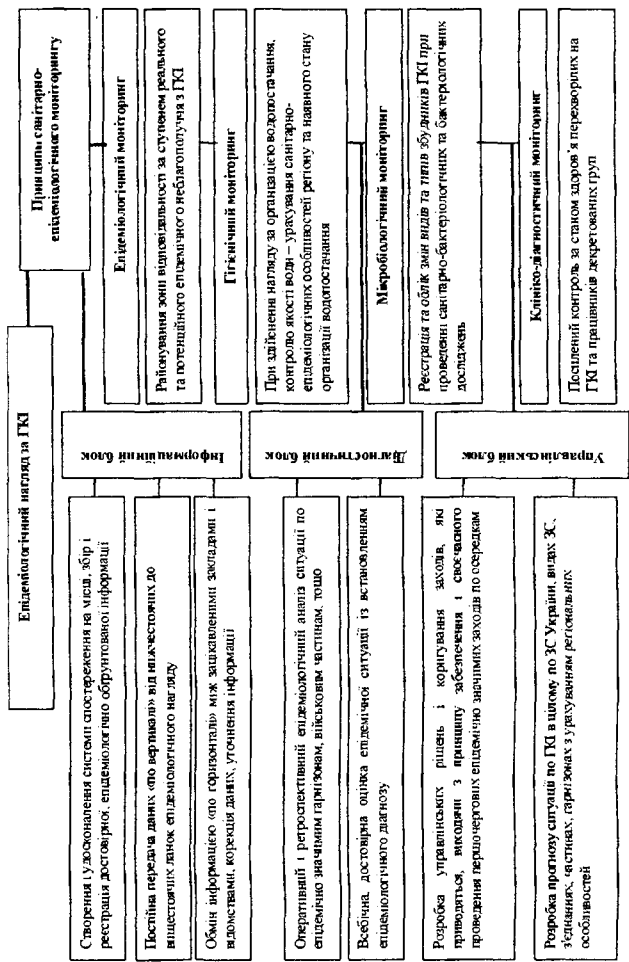 Епідеміологічний нагляд за ГКІ
Створення і удосконалення системи спостереження на місці, збір і
реєстрація достовірної, епідеміологічно обґрунтованої інформації
Постійна передача даних «по вертикалі» від нижчестоячих до
вищестоячих ланок епідеміологічного нагляду
Обмін інформацією «по горизонталі» між зацікавленими закладами і
відомствами, корекція даних, уточнення інформації
Оперативний і ретроспективний епідеміологічний аналіз ситуації по
епідемічно значимим гарнізонам, військовим частинам, тощо
Всебічна, достовірна оцінка епідемічної ситуації із встановленням
епідеміологічного діагнозу
Розробка управлінських рішень і коригування заходів, які
приводяться, виходячи з принципу забезпечення і своєчасного
проведення першочергових епідемічно значимих заходів по осередкам
Розробка прогнозу ситуації по ГКІ в цілому по ЗС України, видах ЗС,
з'єднаннях, частинах, гарнізонах з урахуванням регіональних
особливостей
Інформаційний блок
Діагностичний блок
Управлінський блок
Принципы санітарно-
епідеміологічного моніторингу
Епідеміологічний моніторинг
Районування зони відповідальності за ступенем реального
та потенційного епідемічного неблагополуччя з ГКІ
Гігієнічний моніторинг
При здійсненні нагляду за організацією водопостачання,
контролю якості води – урахування санітарно-
епідеміологічних особливостей регіону та наявного стану
організації водопостачання
Мікробіологічний моніторинг
Реєстрація та облік змін видів та типів збудників ГКІ при
проведенні санітарно-бактеріологічних та бактеріологічних
досліджень
Клініко-діагностичний моніторинг
Посилений контроль за станом здоров'я перехворілих на
ГКІ та працівників декретованих груп